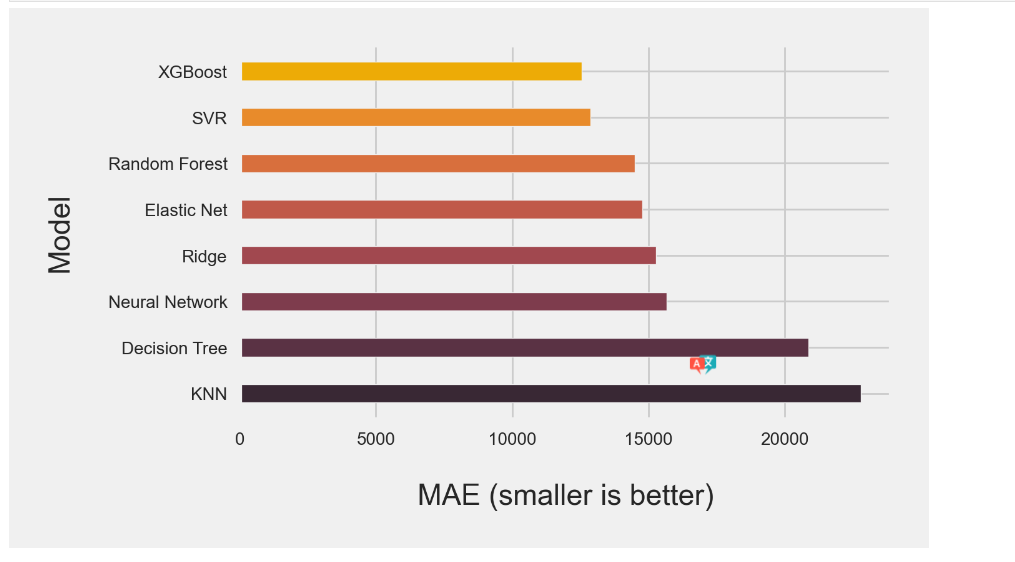 XGBoost
SVR
Random Forest
Elastic Net
Ridge
Neural Network
Decision Tree
KNN
Model
0 5000 10000 15000 20000
MAE (smaller is better)
A 文